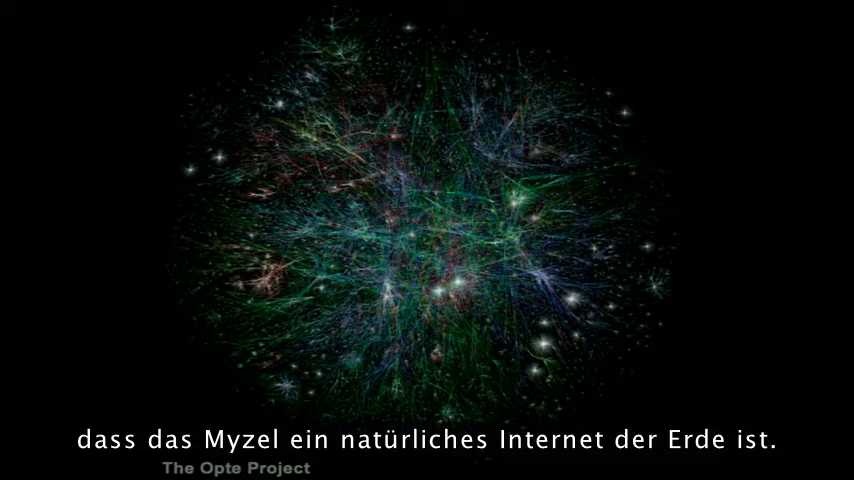 dass das Myzel ein natürliches Internet der Erde ist.
The Opte Project